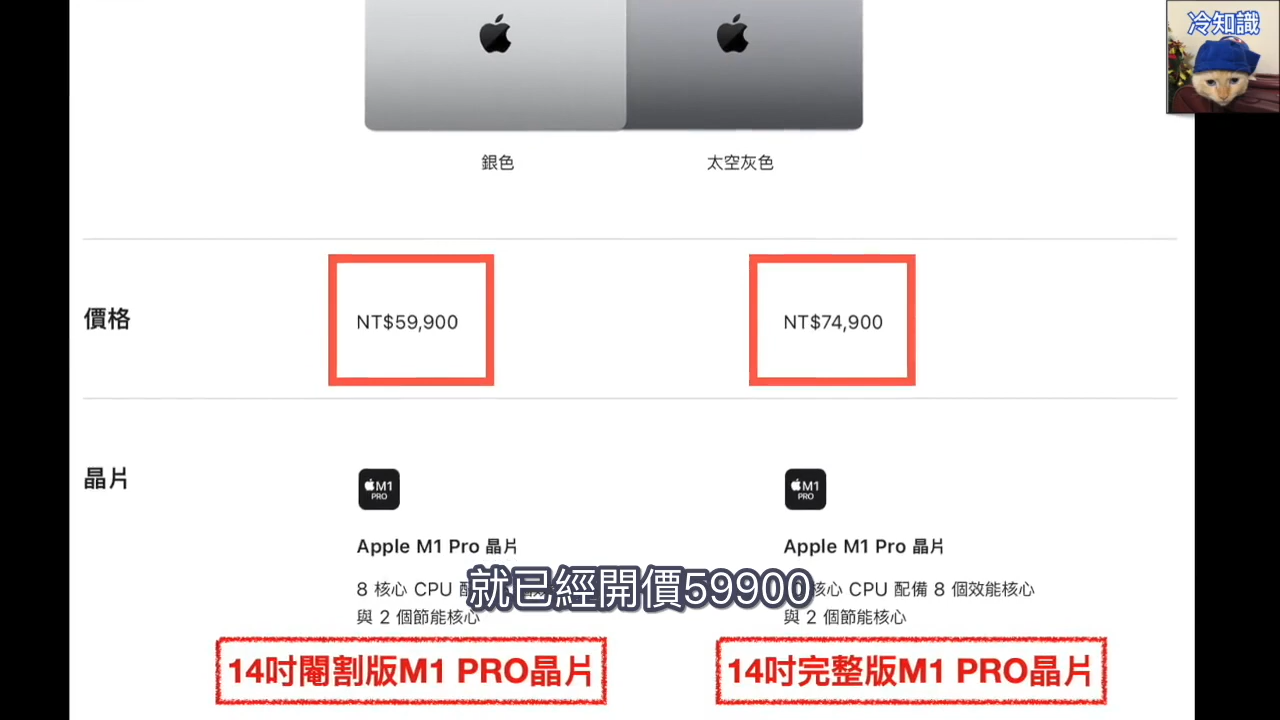 冷知識
銀色
太空灰色
價格
NT$59,900
NT$74,900
晶片
M1
PRO
M1
PRO
Apple M1 Pro 晶片
Apple M1 Pro 晶片
8 核心 CPU 配
核心 CPU 配備 8 個效能核心
就已經開價59900
與 2 個節能核心
與 2 個節能核心
14吋閹割版M1 PRO晶片
14吋完整版M1 PRO晶片